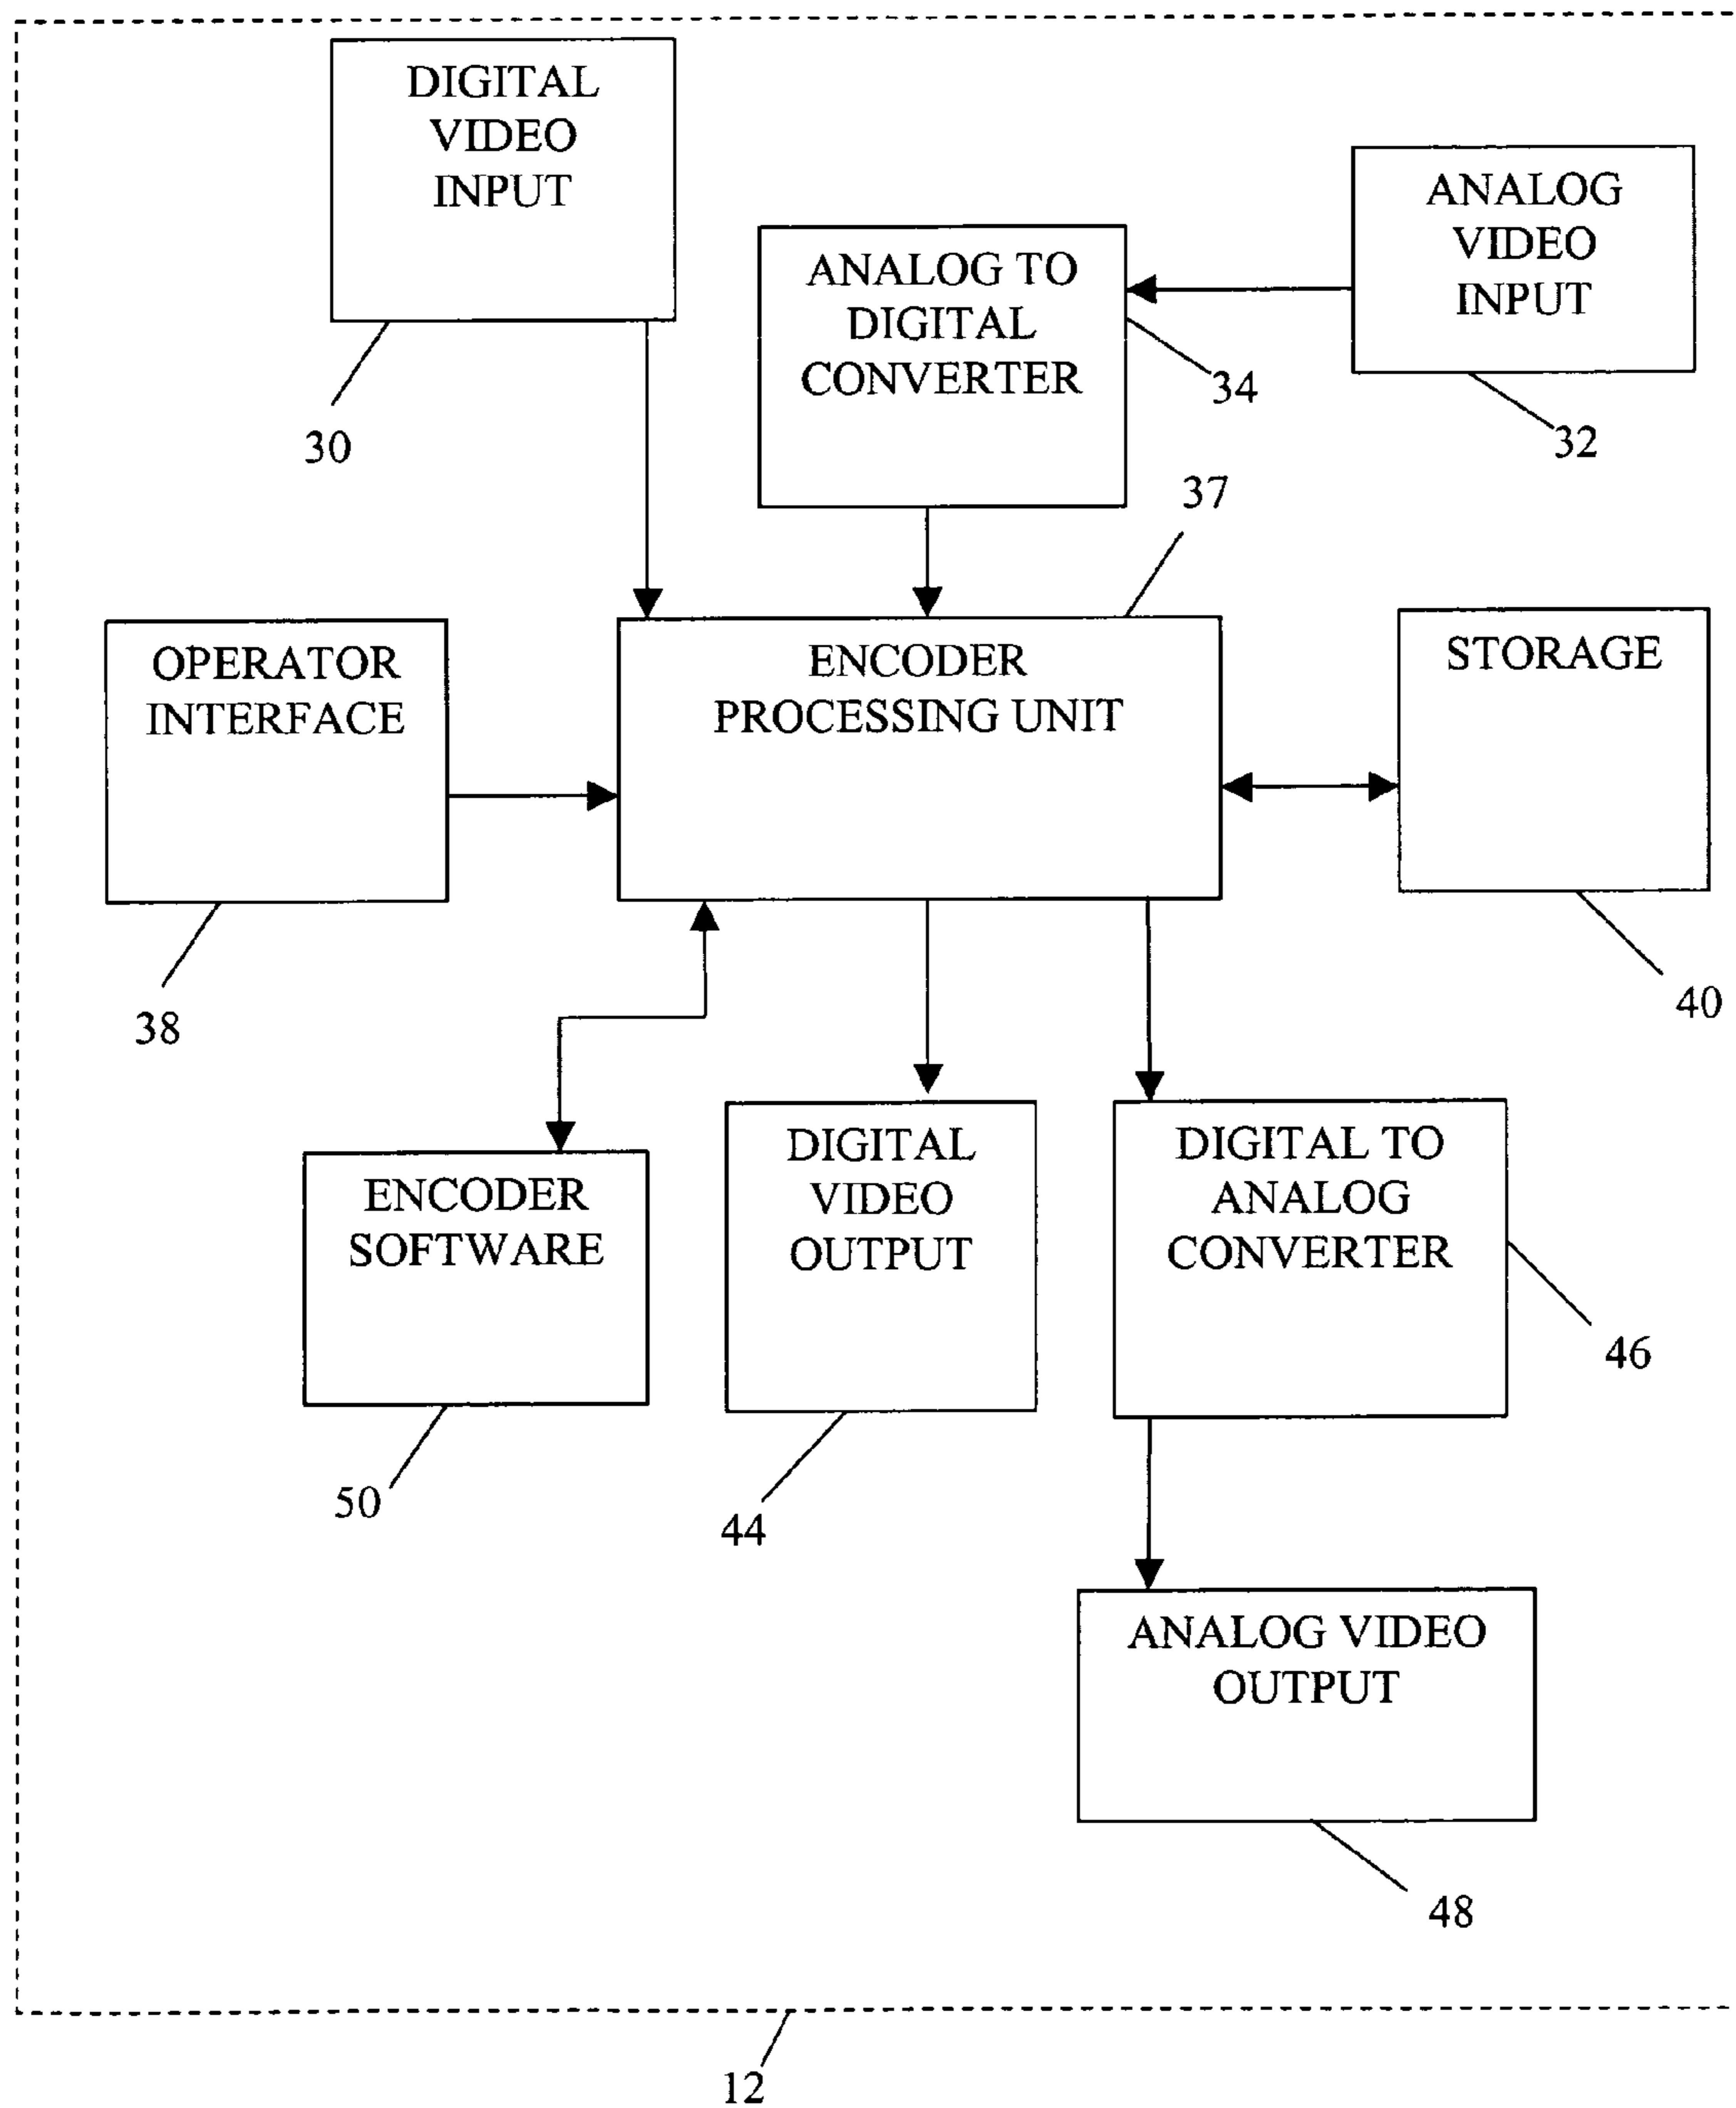 DIGITAL
VIDEO
INPUT
30
ANALOG TO
DIGITAL
CONVERTER
34
ANALOG
VIDEO
INPUT
32
37
OPERATOR
INTERFACE
38
ENCODER
PROCESSING UNIT
STORAGE
40
ENCODER
SOFTWARE
50
DIGITAL
VIDEO
OUTPUT
44
DIGITAL TO
ANALOG
CONVERTER
46
ANALOG VIDEO
OUTPUT
48
12